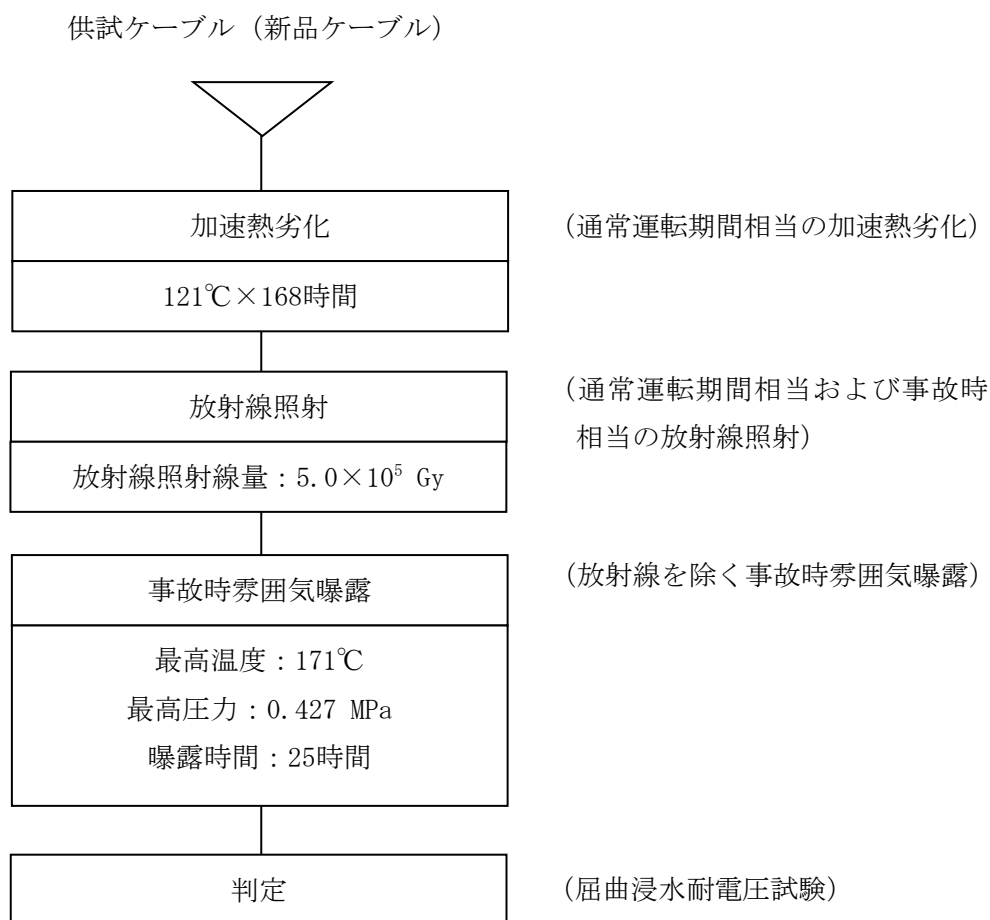 供試ケーブル（新品ケーブル）
加速熱劣化
（通常運転期間相当の加速熱劣化）
121℃×168時間
放射線照射
（通常運転期間相当および事故時
相当の放射線照射）
放射線照射線量：5.0×10⁵ Gy
事故時雰囲気曝露
（放射線を除く事故時雰囲気曝露）
最高温度：171℃
最高圧力：0.427 MPa
曝露時間：25時間
判定
（屈曲浸水耐電圧試験）